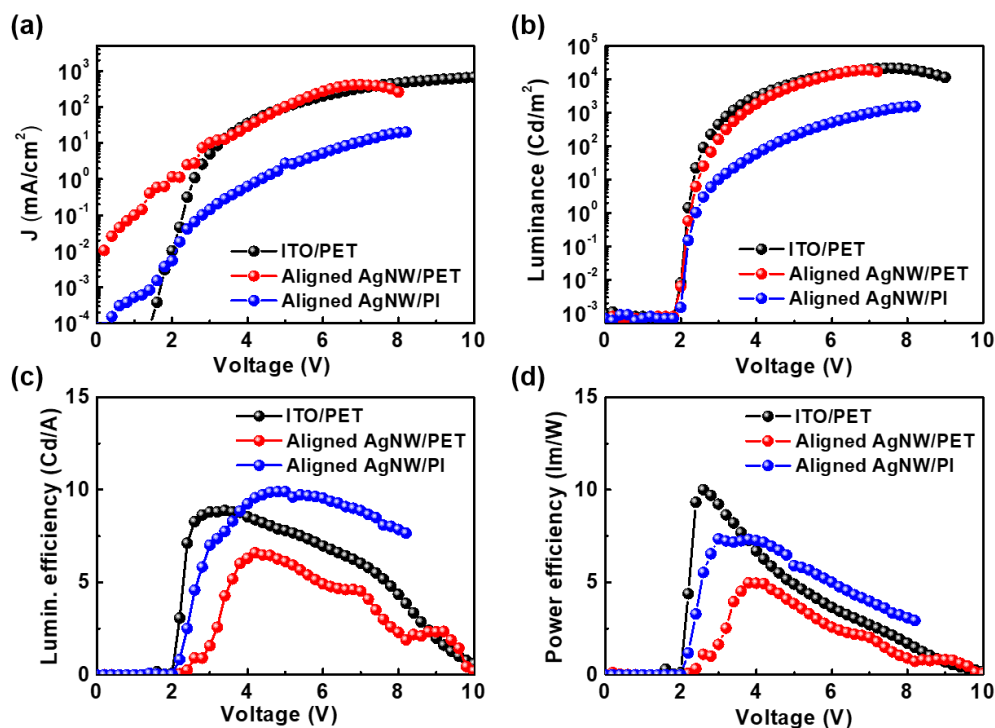 (a)
J (mA/cm²)
10³
10²
10¹
10⁰
10⁻¹
10⁻²
10⁻³
10⁻⁴
ITO/PET
Aligned AgNW/PET
Aligned AgNW/PI
0 2 4 6 8 10
Voltage (V)
(b)
Luminance (Cd/m²)
10⁵
10⁴
10³
10²
10¹
10⁰
10⁻¹
10⁻²
10⁻³
ITO/PET
Aligned AgNW/PET
Aligned AgNW/PI
0 2 4 6 8 10
Voltage (V)
(c)
Lumin. efficiency (Cd/A)
15
10
5
0
ITO/PET
Aligned AgNW/PET
Aligned AgNW/PI
0 2 4 6 8 10
Voltage (V)
(d)
Power efficiency (lm/W)
15
10
5
0
ITO/PET
Aligned AgNW/PET
Aligned AgNW/PI
0 2 4 6 8 10
Voltage (V)